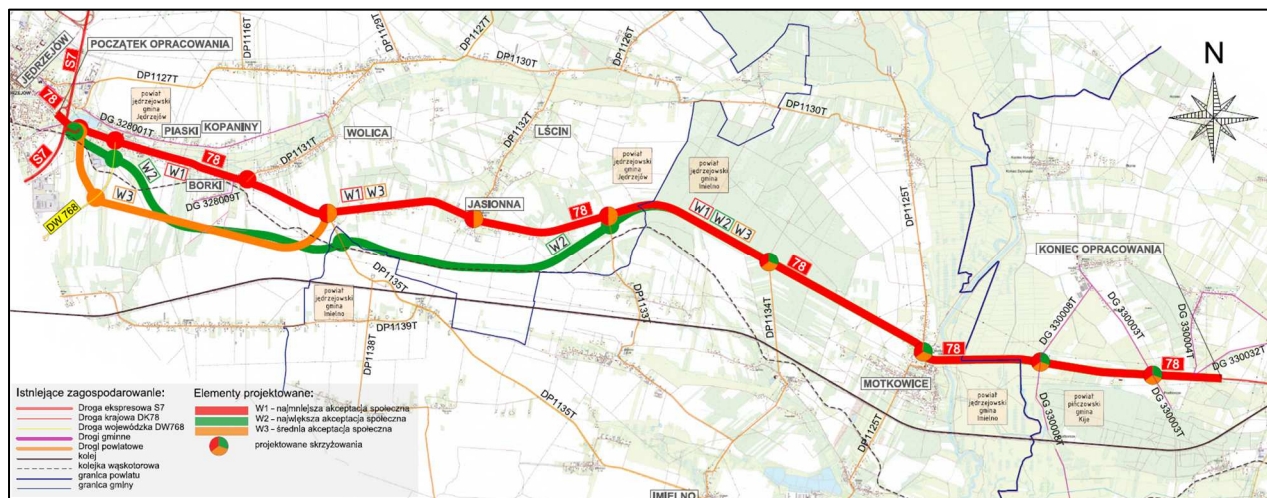 JĘDRZEJÓW
S7
POCZĄTEK OPRACOWANIA
DP1116T
DP1129T
DP1127T
DP1126T
DP1130T
DP1127T
78
powiat
jędrzejowski
gmina
Jędrzejów
DG 328001T
PIASKI
KOPANINY
DP1131T
WOLICA
DP1132T
LŚCIN
DP1130T
DP1125T
N
S7
W2
W1
78
BORKI
DG 328009T
W3
DW 768
W1 W3
JASIONNA
78
powiat
jędrzejowski
gmina
Jędrzejów
powiat
jędrzejowski
gmina
Imielno
W1 W2 W3
W2
78
KONIEC OPRACOWANIA
DP1135T
powiat
jędrzejowski
gmina
Imielno
DP1139T
DP1138T
DP1133T
DP1134T
DG 330008T
DG 330003T
DG 330004T
DG 330032T
78
78
MOTKOWICE
DP1135T
DP1125T
powiat
jędrzejowski
gmina
Imielno
DG 330008T
powiat
pińczowski
gmina
Kije
DG 330003T
IMIELNO
Istniejące zagospodarowanie:
Droga ekspresowa S7
Droga krajowa DK78
Droga wojewódzka DW768
Drogi gminne
Drogi powiatowe
kolej
kolejka wąskotorowa
granica powiatu
granica gminy
Elementy projektowane:
W1 - najmniejsza akceptacja społeczna
W2 - największa akceptacja społeczna
W3 - średnia akceptacja społeczna
projektowane skrzyżowania